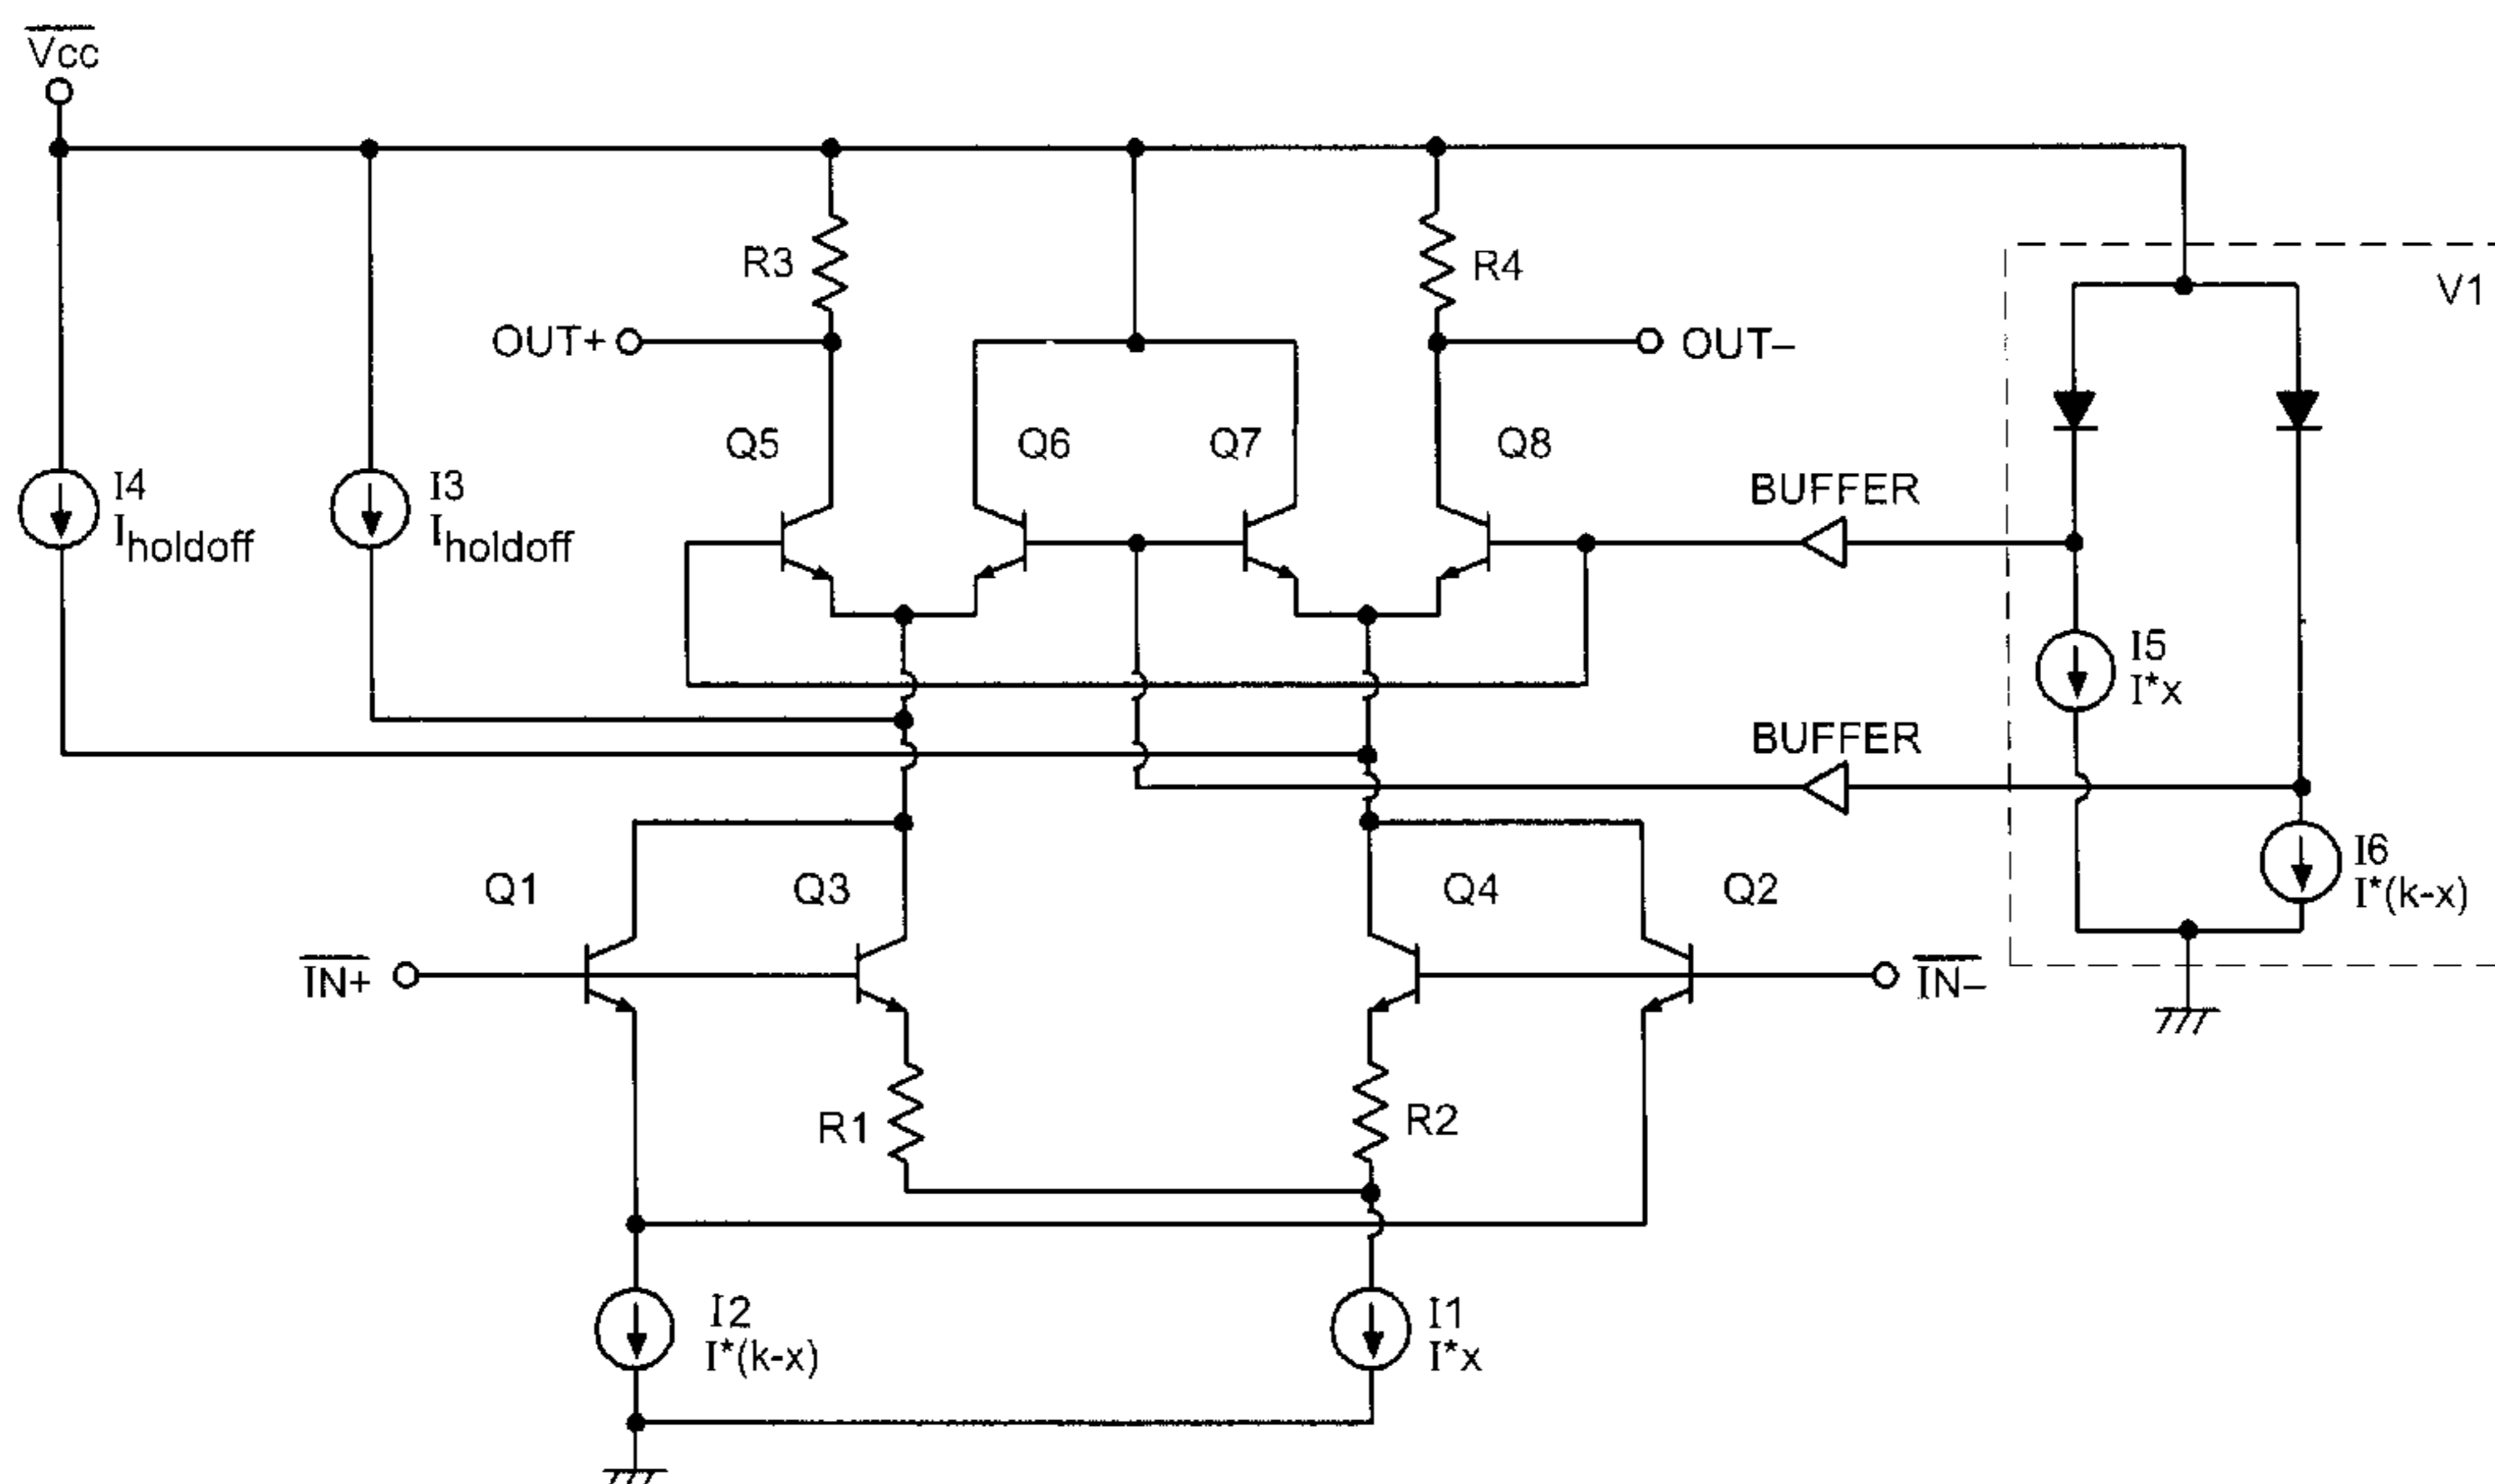 Vcc
V1
R3
R4
OUT+
OUT–
Q5
Q6
Q7
Q8
I4
Iholdoff
I3
Iholdoff
BUFFER
I5
I*x
BUFFER
I6
I*(k-x)
Q1
Q3
Q4
Q2
IN+
IN–
R1
R2
I2
I*(k-x)
I1
I*x